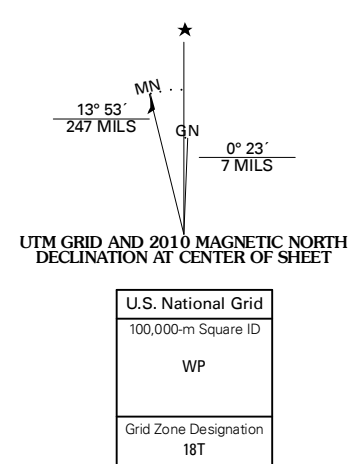 MN
13° 53´
247 MILS
GN
0° 23´
7 MILS
UTM GRID AND 2010 MAGNETIC NORTH
DECLINATION AT CENTER OF SHEET
U.S. National Grid
100,000-m Square ID
WP
Grid Zone Designation
18T